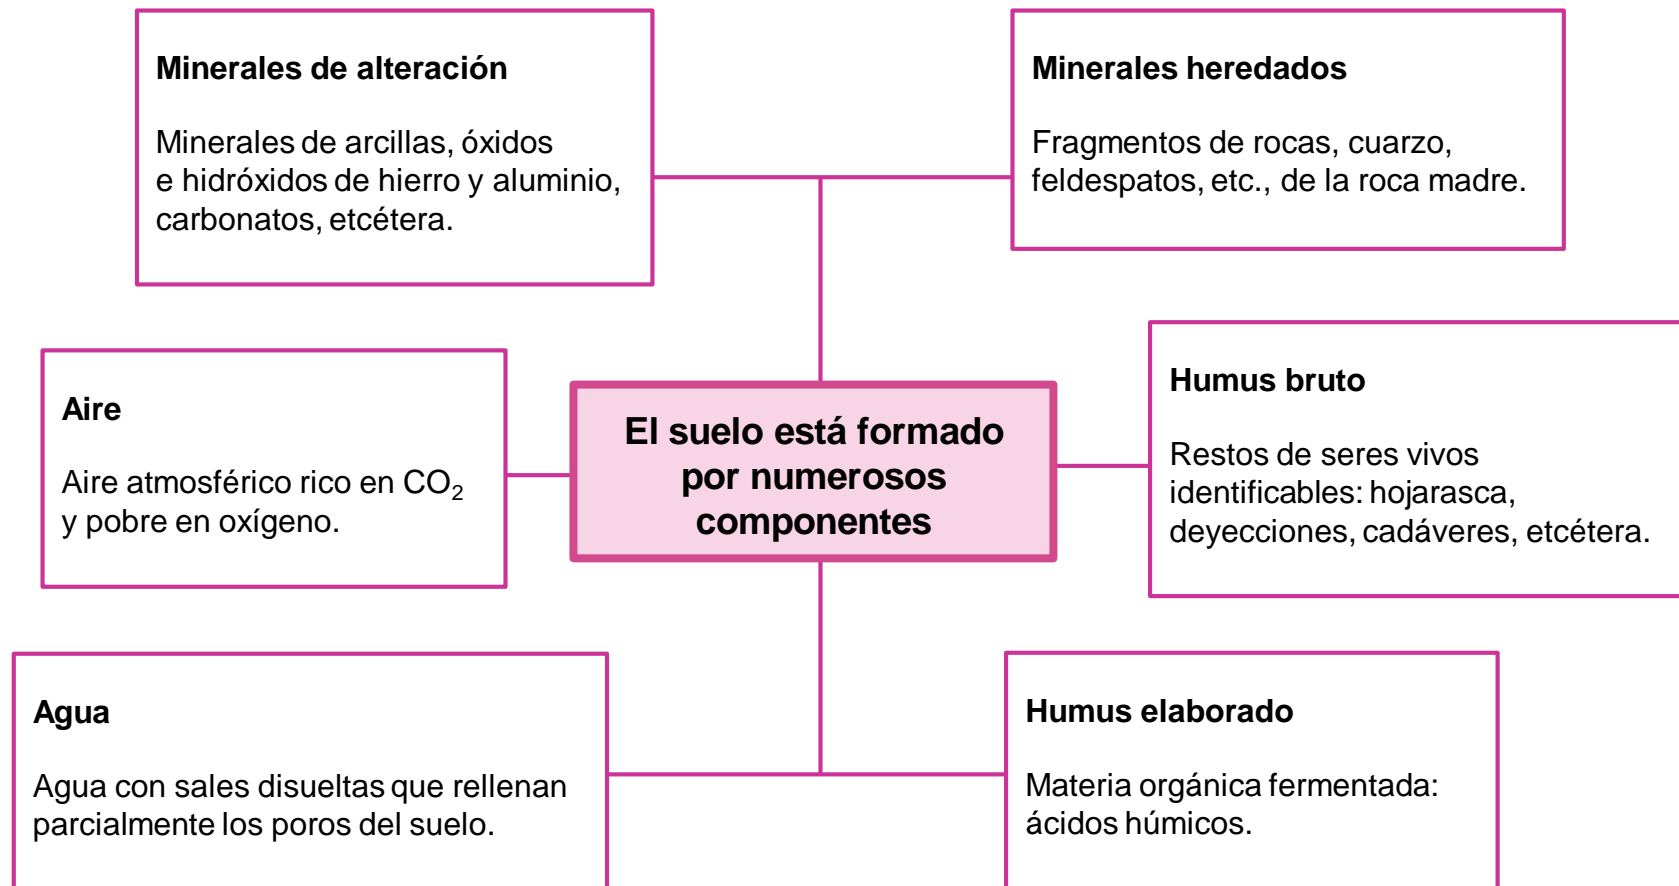 Minerales de alteración
Minerales de arcillas, óxidos
e hidróxidos de hierro y aluminio,
carbonatos, etcétera.
Minerales heredados
Fragmentos de rocas, cuarzo,
feldespatos, etc., de la roca madre.
Aire
Aire atmosférico rico en CO₂
y pobre en oxígeno.
El suelo está formado
por numerosos
componentes
Humus bruto
Restos de seres vivos
identificables: hojarasca,
deyecciones, cadáveres, etcétera.
Agua
Agua con sales disueltas que rellenan
parcialmente los poros del suelo.
Humus elaborado
Materia orgánica fermentada:
ácidos húmicos.